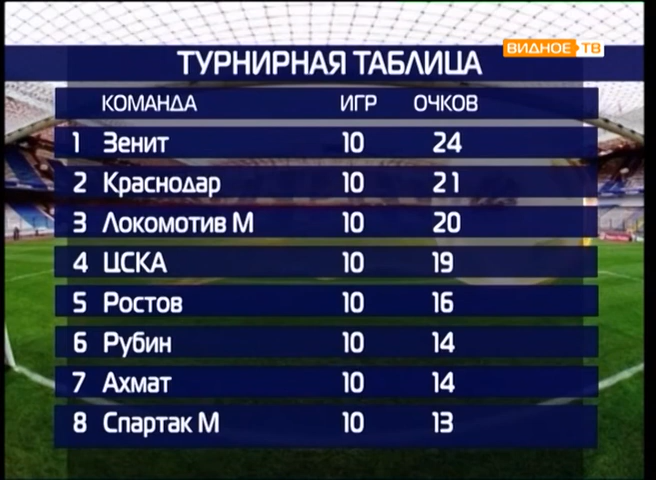 ВИДНОЕ ТВ
ТУРНИРНАЯ ТАБЛИЦА
КОМАНДА ИГР ОЧКОВ
1 Зенит 10 24
2 Краснодар 10 21
3 Локомотив М 10 20
4 ЦСКА 10 19
5 Ростов 10 16
6 Рубин 10 14
7 Ахмат 10 14
8 Спартак М 10 13